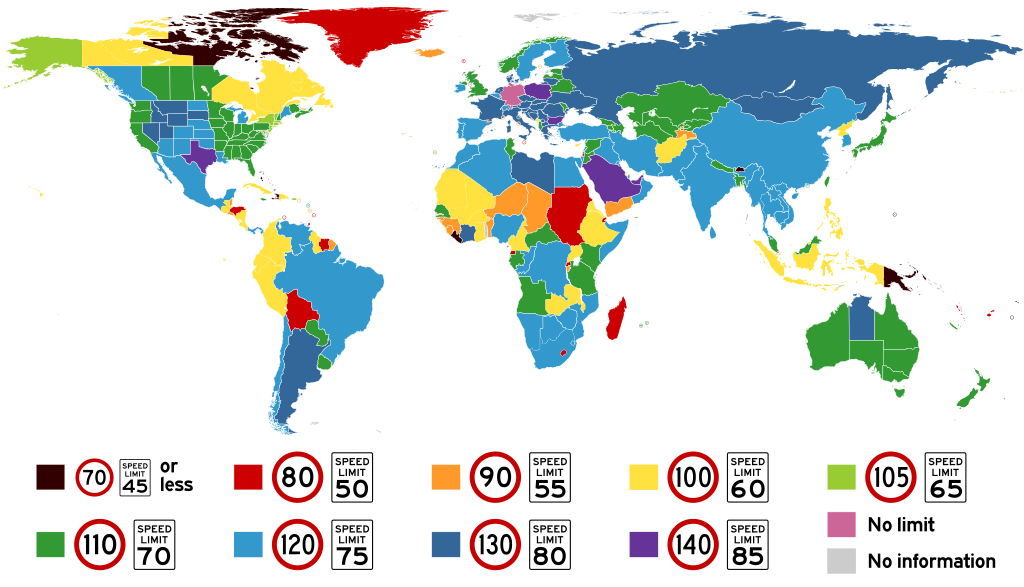 70 SPEED LIMIT 45 or less
80 SPEED LIMIT 50
90 SPEED LIMIT 55
100 SPEED LIMIT 60
105 SPEED LIMIT 65
110 SPEED LIMIT 70
120 SPEED LIMIT 75
130 SPEED LIMIT 80
140 SPEED LIMIT 85
No limit
No information